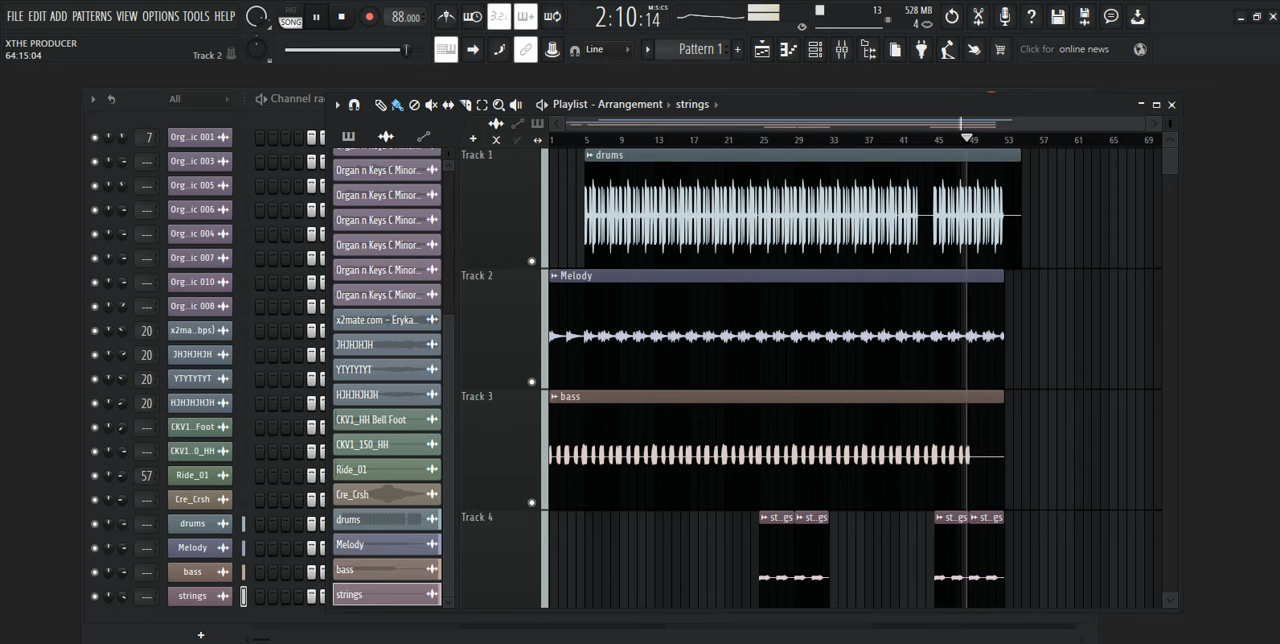 FILE EDIT ADD PATTERNS VIEW OPTIONS TOOLS HELP
PAT
SONG
88.000
3.2
2:10:14
M:S:CS
13
528 MB
4
XTHE PRODUCER
64:15:04
Track 2
Line
Pattern 1
+
Click for online news
All
Channel ra
Playlist - Arrangement
strings
7
Org..ic 001
---
Org..ic 003
---
Org..ic 005
---
Org..ic 006
---
Org..ic 004
---
Org..ic 007
---
Org..ic 010
---
Org..ic 008
20
x2ma..bps)
20
JHJHJHJH
20
YTYTYTYT
20
HJHJHJHJS
---
CKV1..Foot
---
CKV1..0_HH
57
Ride_01
---
Cre_Crsh
---
drums
---
Melody
---
bass
---
strings
+
Organ n Keys C Minor..
Organ n Keys C Minor..
Organ n Keys C Minor..
Organ n Keys C Minor..
Organ n Keys C Minor..
Organ n Keys C Minor..
x2mate.com - Eryka..
JHJHJHJH
YTYTYTYT
HJHJHJHJS
CKV1_HH Bell Foot
CKV1_150_HH
Ride_01
Cre_Crsh
drums
Melody
bass
strings
1 5 9 13 17 21 25 29 33 37 41 45 49 53 57 61 65 69
Track 1
drums
Track 2
Melody
Track 3
bass
Track 4
st..gs
st..gs
st..gs
st..gs